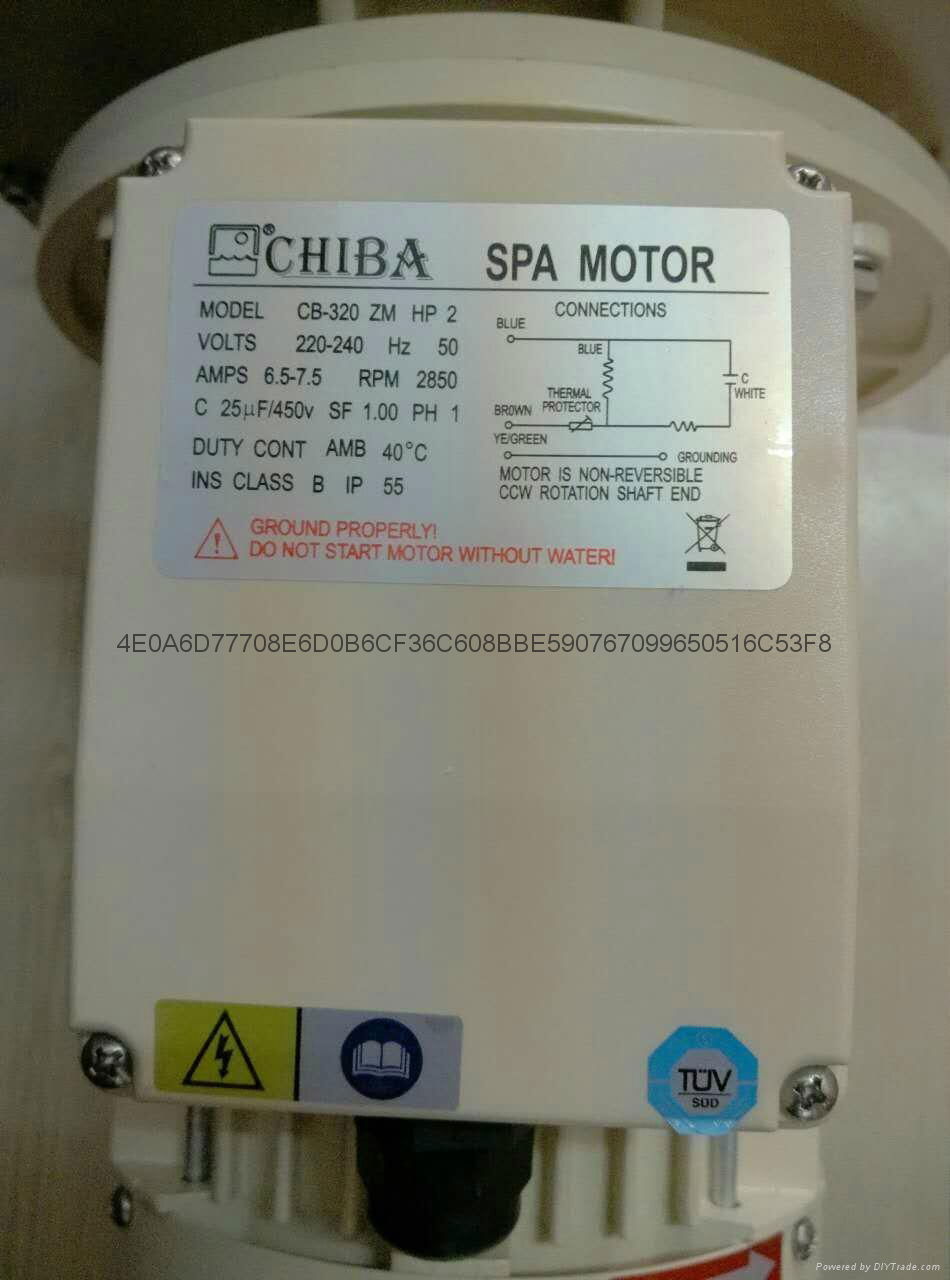 ® CHIBA SPA MOTOR
MODEL CB-320 ZM HP 2
VOLTS 220-240 Hz 50
AMPS 6.5-7.5 RPM 2850
C 25µF/450v SF 1.00 PH 1
DUTY CONT AMB 40°C
INS CLASS B IP 55
CONNECTIONS
BLUE
BLUE
C
WHITE
THERMAL
PROTECTOR
BROWN
YE/GREEN
GROUNDING
MOTOR IS NON-REVERSIBLE
CCW ROTATION SHAFT END
GROUND PROPERLY!
DO NOT START MOTOR WITHOUT WATER!
4E0A6D77708E6D0B6CF36C608BBE590767099650516C53F8
TÜV
SÜD
Powered by DIYTrade.com